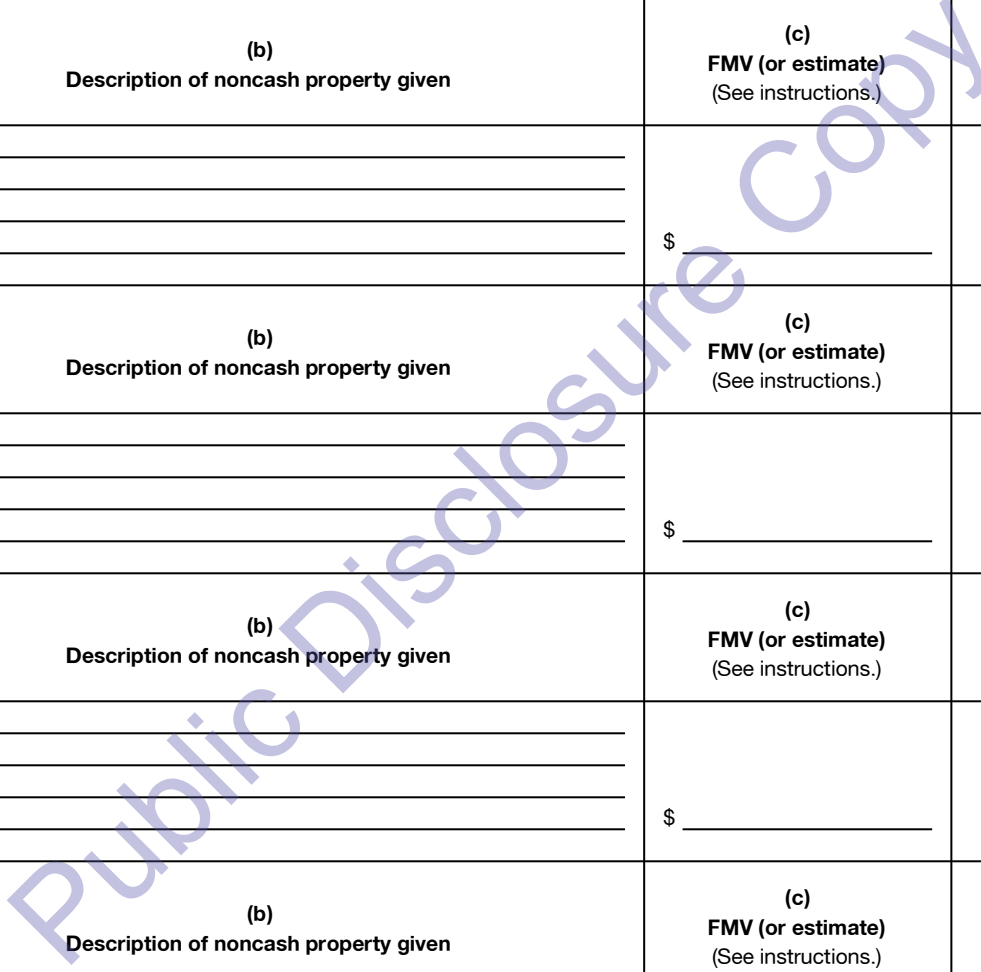 (b)
Description of noncash property given
(c)
FMV (or estimate)
(See instructions.)
$
(b)
Description of noncash property given
(c)
FMV (or estimate)
(See instructions.)
$
(b)
Description of noncash property given
(c)
FMV (or estimate)
(See instructions.)
$
(b)
Description of noncash property given
(c)
FMV (or estimate)
(See instructions.)
Public Disclosure Copy